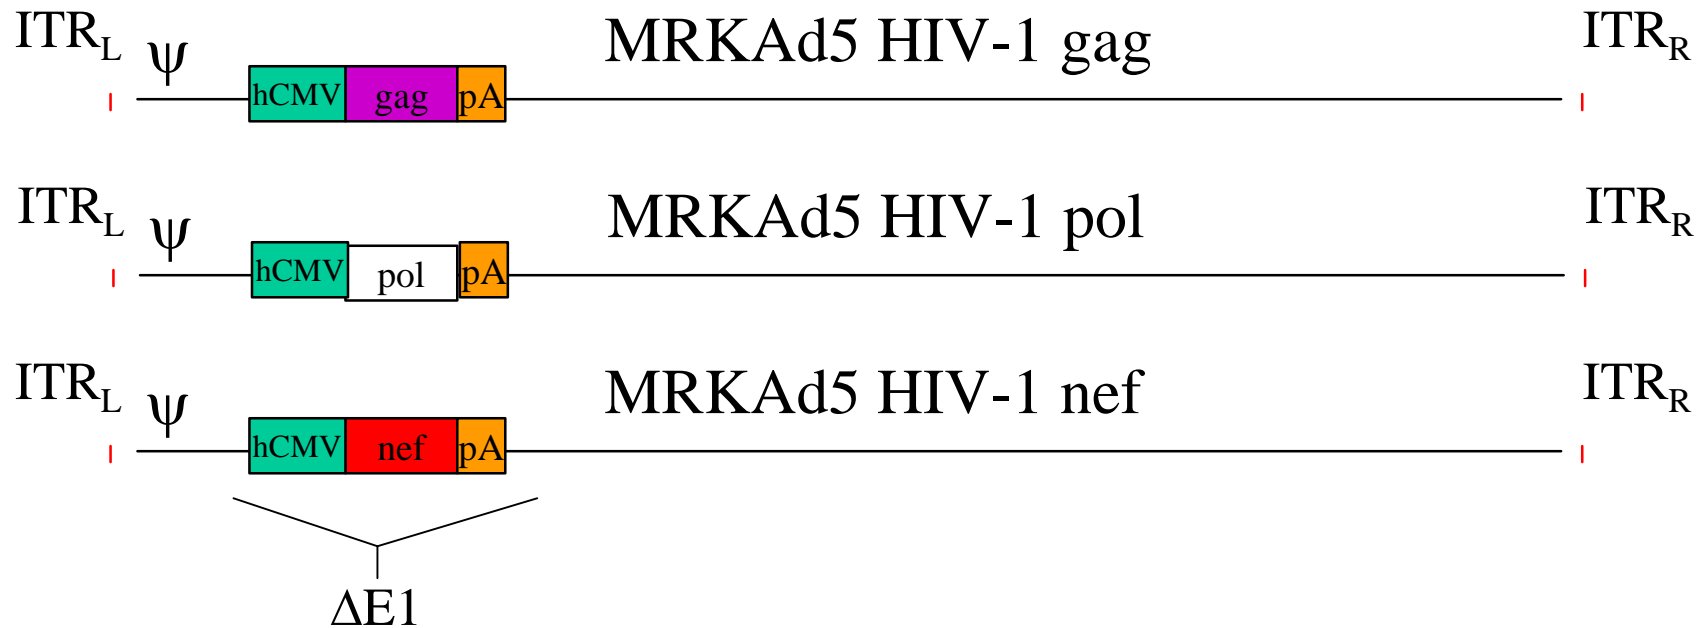 ITRL ψ MRKAd5 HIV-1 gag ITRR
hCMV gag pA
ITRL ψ MRKAd5 HIV-1 pol ITRR
hCMV pol pA
ITRL ψ MRKAd5 HIV-1 nef ITRR
hCMV nef pA
ΔE1